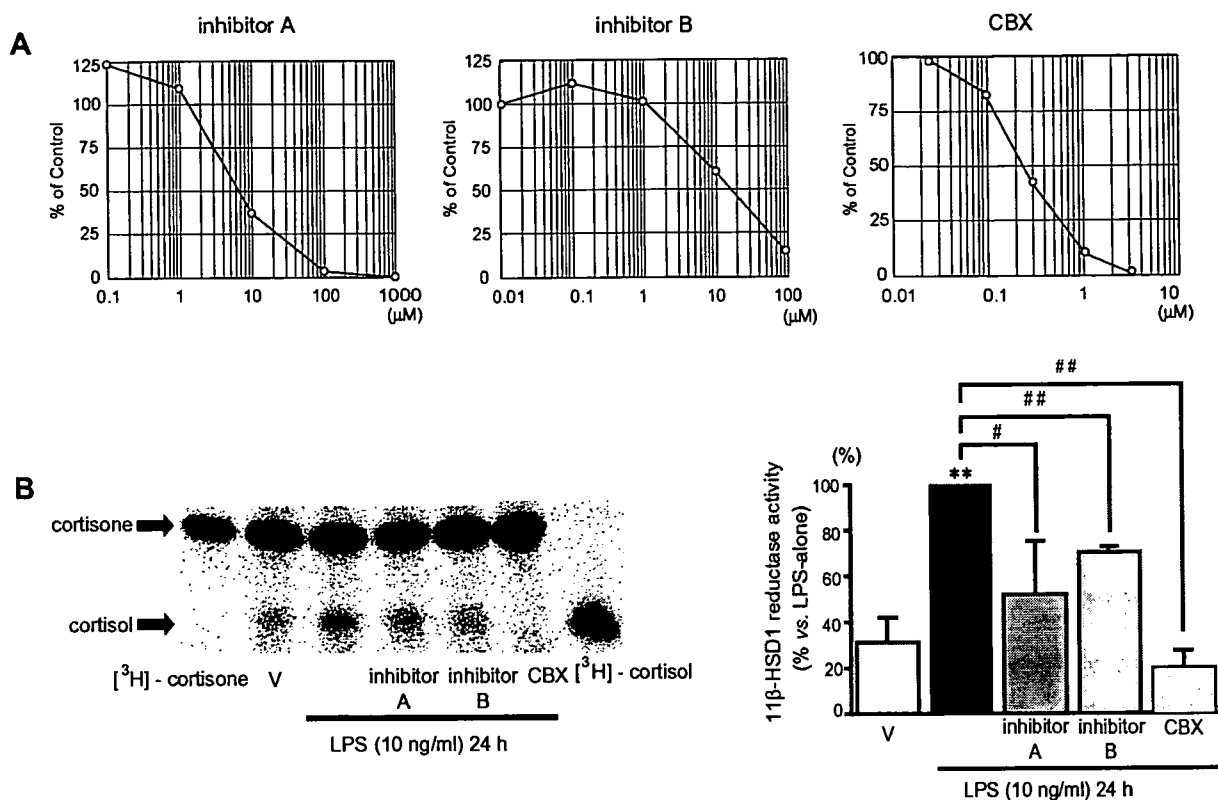 A
inhibitor A
% of Control
125
100
75
50
25
0
0.1 1 10 100 1000
(µM)
inhibitor B
% of Control
125
100
75
50
25
0
0.01 0.1 1 10 100
(µM)
CBX
% of Control
100
75
50
25
0
0.01 0.1 1 10
(µM)
B
cortisone
cortisol
[³H] - cortisone V inhibitor A inhibitor B CBX [³H] - cortisol
LPS (10 ng/ml) 24 h
11β-HSD1 reductase activity
(% vs. LPS-alone)
(%)
100
80
60
40
20
0
##
##
#
**
V inhibitor A inhibitor B CBX
LPS (10 ng/ml) 24 h